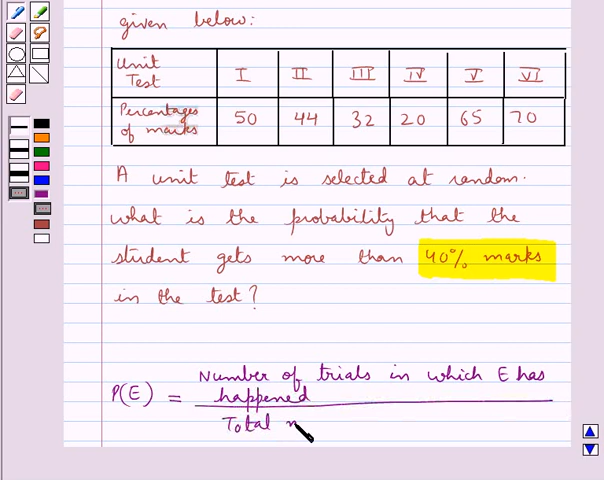 given below:
Unit Test I II III IV V VI
Percentages of marks 50 44 32 20 65 70
A unit test is selected at random.
what is the probability that the
student gets more than 40% marks
in the test?
Number of trials in which E has
P(E) = happened
Total n